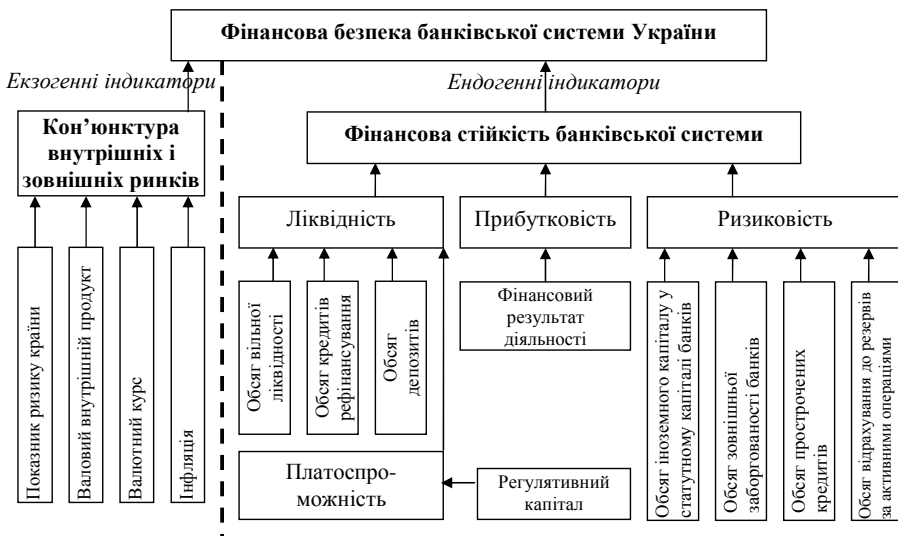 Фінансова безпека банківської системи України
Екзогенні індикатори
Ендогенні індикатори
Кон’юнктура
внутрішніх і
зовнішніх ринків
Фінансова стійкість банківської системи
Ліквідність
Прибутковість
Ризиковість
Показник ризику країни
Валовий внутрішній продукт
Валютний курс
Інфляція
Обсяг вільної
ліквідності
Обсяг кредитів
рефінансування
Обсяг
депозитів
Фінансовий
результат
діяльності
Обсяг іноземного капіталу у
статутному капіталі банків
Обсяг зовнішньої
заборгованості банків
Обсяг прострочених
кредитів
Обсяг відрахування до резервів
за активними операціями
Платоспро-
можність
Регулятивний
капітал